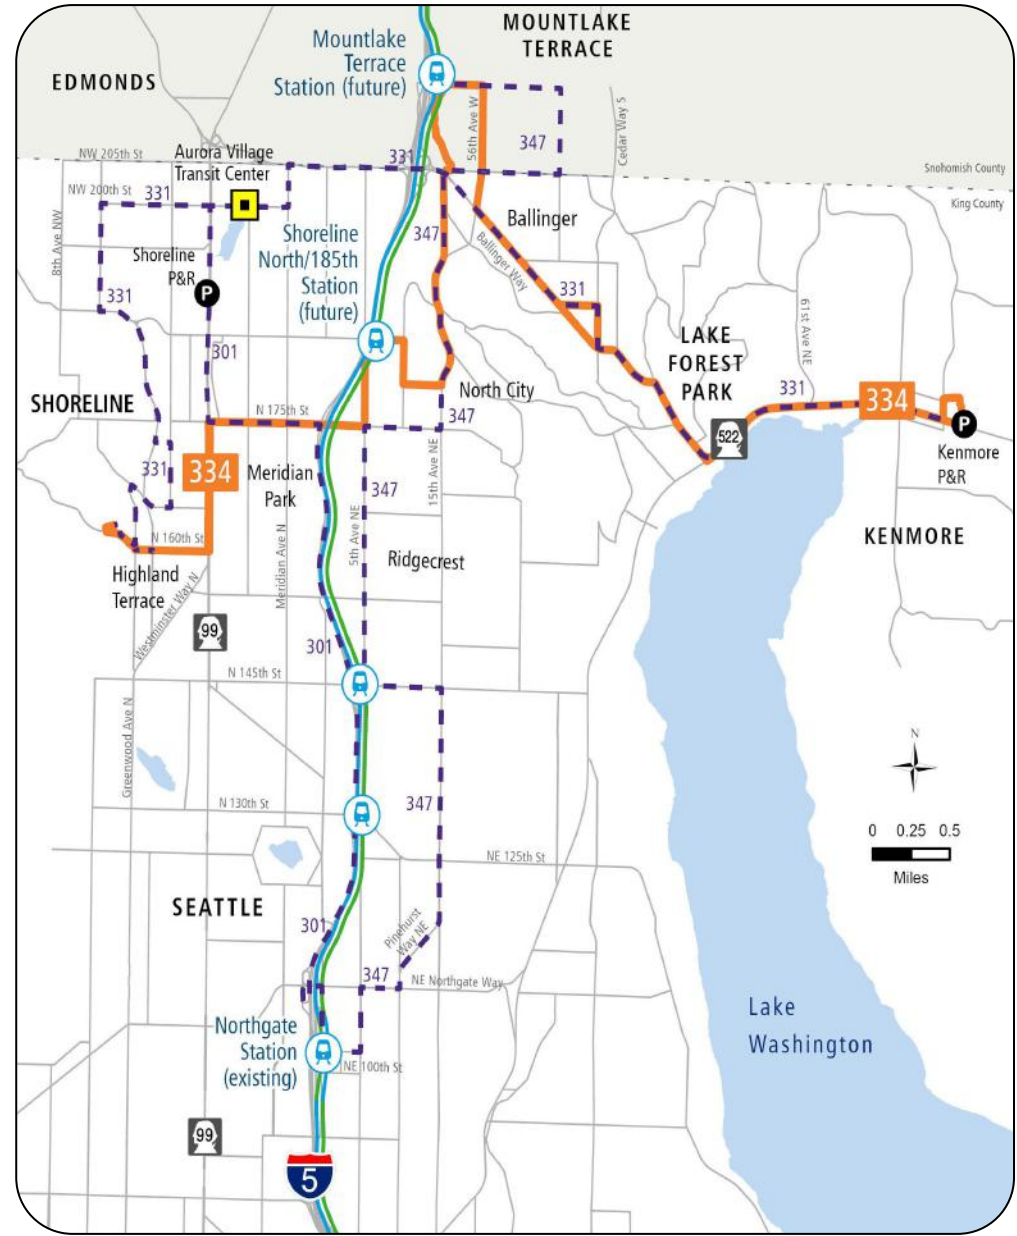 MOUNTLAKE
TERRACE
Mountlake
Terrace
Station (future)
EDMONDS
56th Ave W
Cedar Way S
347
Aurora Village
Transit Center
NW 205th St
331
Snohomish County
King County
NW 200th St
331
8th Ave NW
Shoreline
P&R
P
Shoreline
North/185th
Station
(future)
347
Ballinger
Ballinger Way
331
331
301
61st Ave NE
LAKE
FOREST
PARK
331
334
P
Kenmore
P&R
North City
SHORELINE
N 175th St
347
522
331
334
Meridian
Park
347
15th Ave NE
5th Ave NE
KENMORE
N 160th St
Meridian Ave N
Ridgecrest
Highland
Terrace
Westminster Way N
99
301
N 145th St
Greenwood Ave N
N
N 130th St
347
0 0.25 0.5
Miles
NE 125th St
SEATTLE
301
Pinehurst
Way NE
347
NE Northgate Way
Northgate
Station
(existing)
NE 100th St
Lake
Washington
99
5